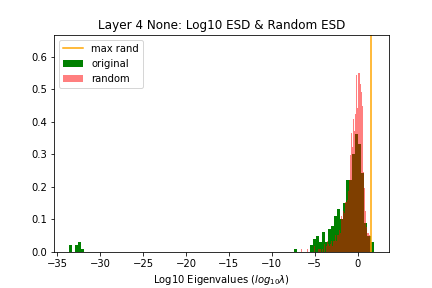 Layer 4 None: Log10 ESD & Random ESD
max rand
original
random
0.6
0.5
0.4
0.3
0.2
0.1
0.0
−35 −30 −25 −20 −15 −10 −5 0
Log10 Eigenvalues (log₁₀λ)